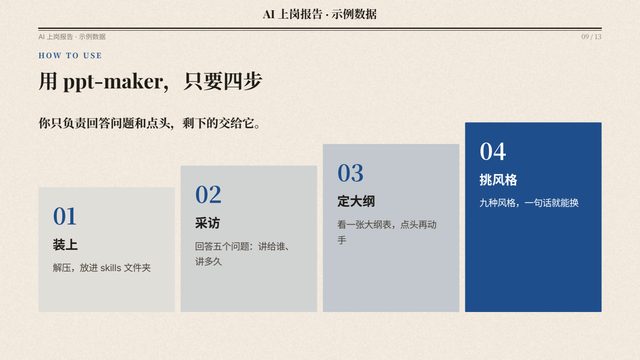 AI 上岗报告 · 示例数据
AI 上岗报告 · 示例数据
09 / 13
HOW TO USE
用 ppt-maker，只要四步
你只负责回答问题和点头，剩下的交给它。
01
装上
解压，放进 skills 文件夹
02
采访
回答五个问题：讲给谁、
讲多久
03
定大纲
看一张大纲表，点头再动
手
04
挑风格
九种风格，一句话就能换